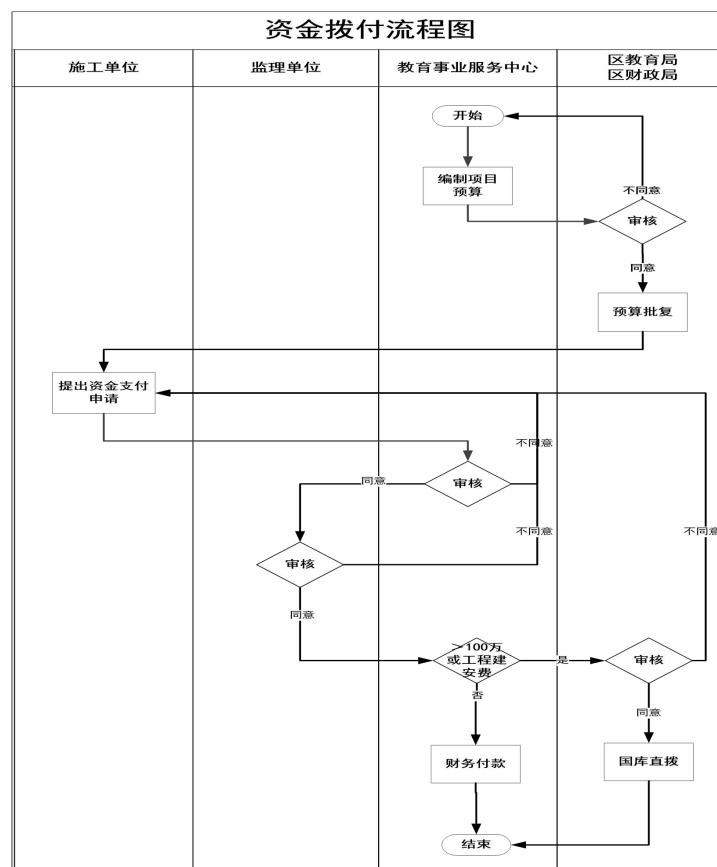 资金拨付流程图
施工单位
监理单位
教育事业服务中心
区教育局
区财政局
开始
编制项目
预算
不同意
审核
同意
预算批复
提出资金支付
申请
不同意
同意
审核
不同意
不同意
审核
同意
>100万
或工程建
安费
是
审核
否
同意
财务付款
国库直拨
结束